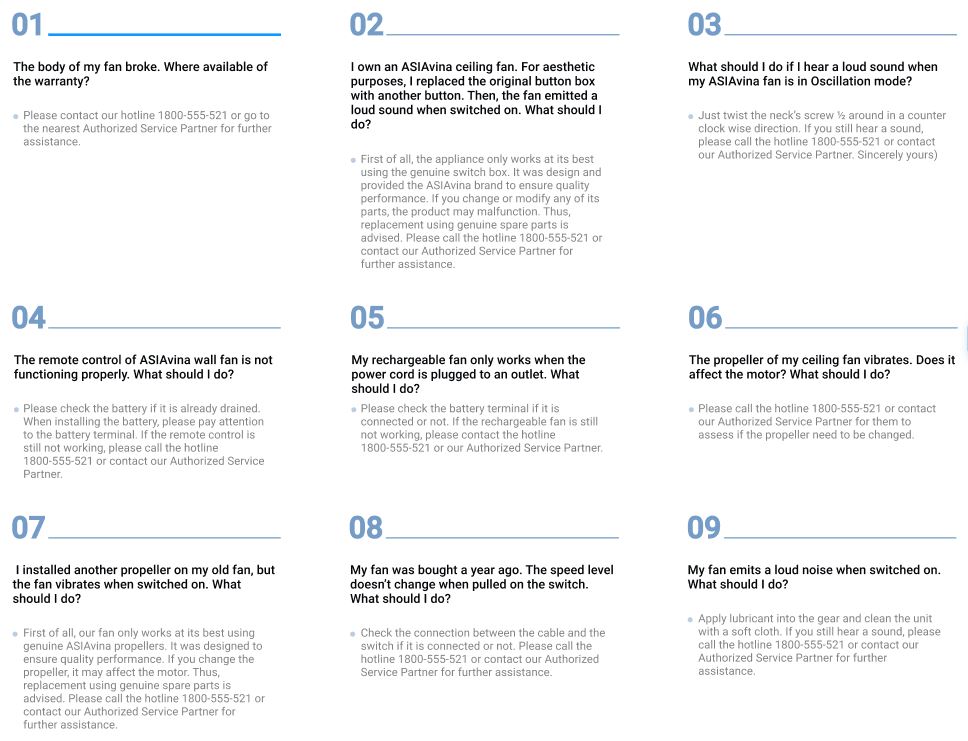 01
The body of my fan broke. Where available of
the warranty?
Please contact our hotline 1800-555-521 or go to
the nearest Authorized Service Partner for further
assistance.
02
I own an ASIAvina ceiling fan. For aesthetic
purposes, I replaced the original button box
with another button. Then, the fan emitted a
loud sound when switched on. What should I
do?
First of all, the appliance only works at its best
using the genuine switch box. It was design and
provided the ASIAvina brand to ensure quality
performance. If you change or modify any of its
parts, the product may malfunction. Thus,
replacement using genuine spare parts is
advised. Please call the hotline 1800-555-521 or
contact our Authorized Service Partner for
further assistance.
03
What should I do if I hear a loud sound when
my ASIAvina fan is in Oscillation mode?
Just twist the neck's screw ½ around in a counter
clock wise direction. If you still hear a sound,
please call the hotline 1800-555-521 or contact
our Authorized Service Partner. Sincerely yours)
04
The remote control of ASIAvina wall fan is not
functioning properly. What should I do?
Please check the battery if it is already drained.
When installing the battery, please pay attention
to the battery terminal. If the remote control is
still not working, please call the hotline
1800-555-521 or contact our Authorized Service
Partner.
05
My rechargeable fan only works when the
power cord is plugged to an outlet. What
should I do?
Please check the battery terminal if it is
connected or not. If the rechargeable fan is still
not working, please contact the hotline
1800-555-521 or our Authorized Service Partner.
06
The propeller of my ceiling fan vibrates. Does it
affect the motor? What should I do?
Please call the hotline 1800-555-521 or contact
our Authorized Service Partner for them to
assess if the propeller need to be changed.
07
I installed another propeller on my old fan, but
the fan vibrates when switched on. What
should I do?
First of all, our fan only works at its best using
genuine ASIAvina propellers. It was designed to
ensure quality performance. If you change the
propeller, it may affect the motor. Thus,
replacement using genuine spare parts is
advised. Please call the hotline 1800-555-521 or
contact our Authorized Service Partner for
further assistance.
08
My fan was bought a year ago. The speed level
doesn't change when pulled on the switch.
What should I do?
Check the connection between the cable and the
switch if it is connected or not. Please call the
hotline 1800-555-521 or contact our Authorized
Service Partner for further assistance.
09
My fan emits a loud noise when switched on.
What should I do?
Apply lubricant into the gear and clean the unit
with a soft cloth. If you still hear a sound, please
call the hotline 1800-555-521 or contact our
Authorized Service Partner for further
assistance.